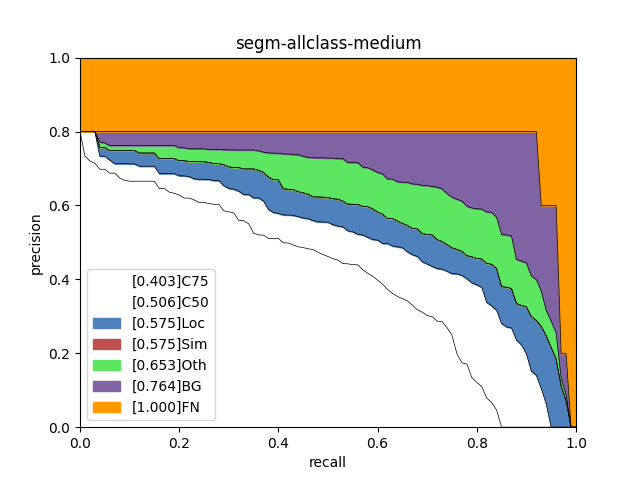 segm-allclass-medium
1.0
0.8
0.6
0.4
0.2
0.0
precision
[0.403]C75
[0.506]C50
[0.575]Loc
[0.575]Sim
[0.653]Oth
[0.764]BG
[1.000]FN
0.0 0.2 0.4 0.6 0.8 1.0
recall